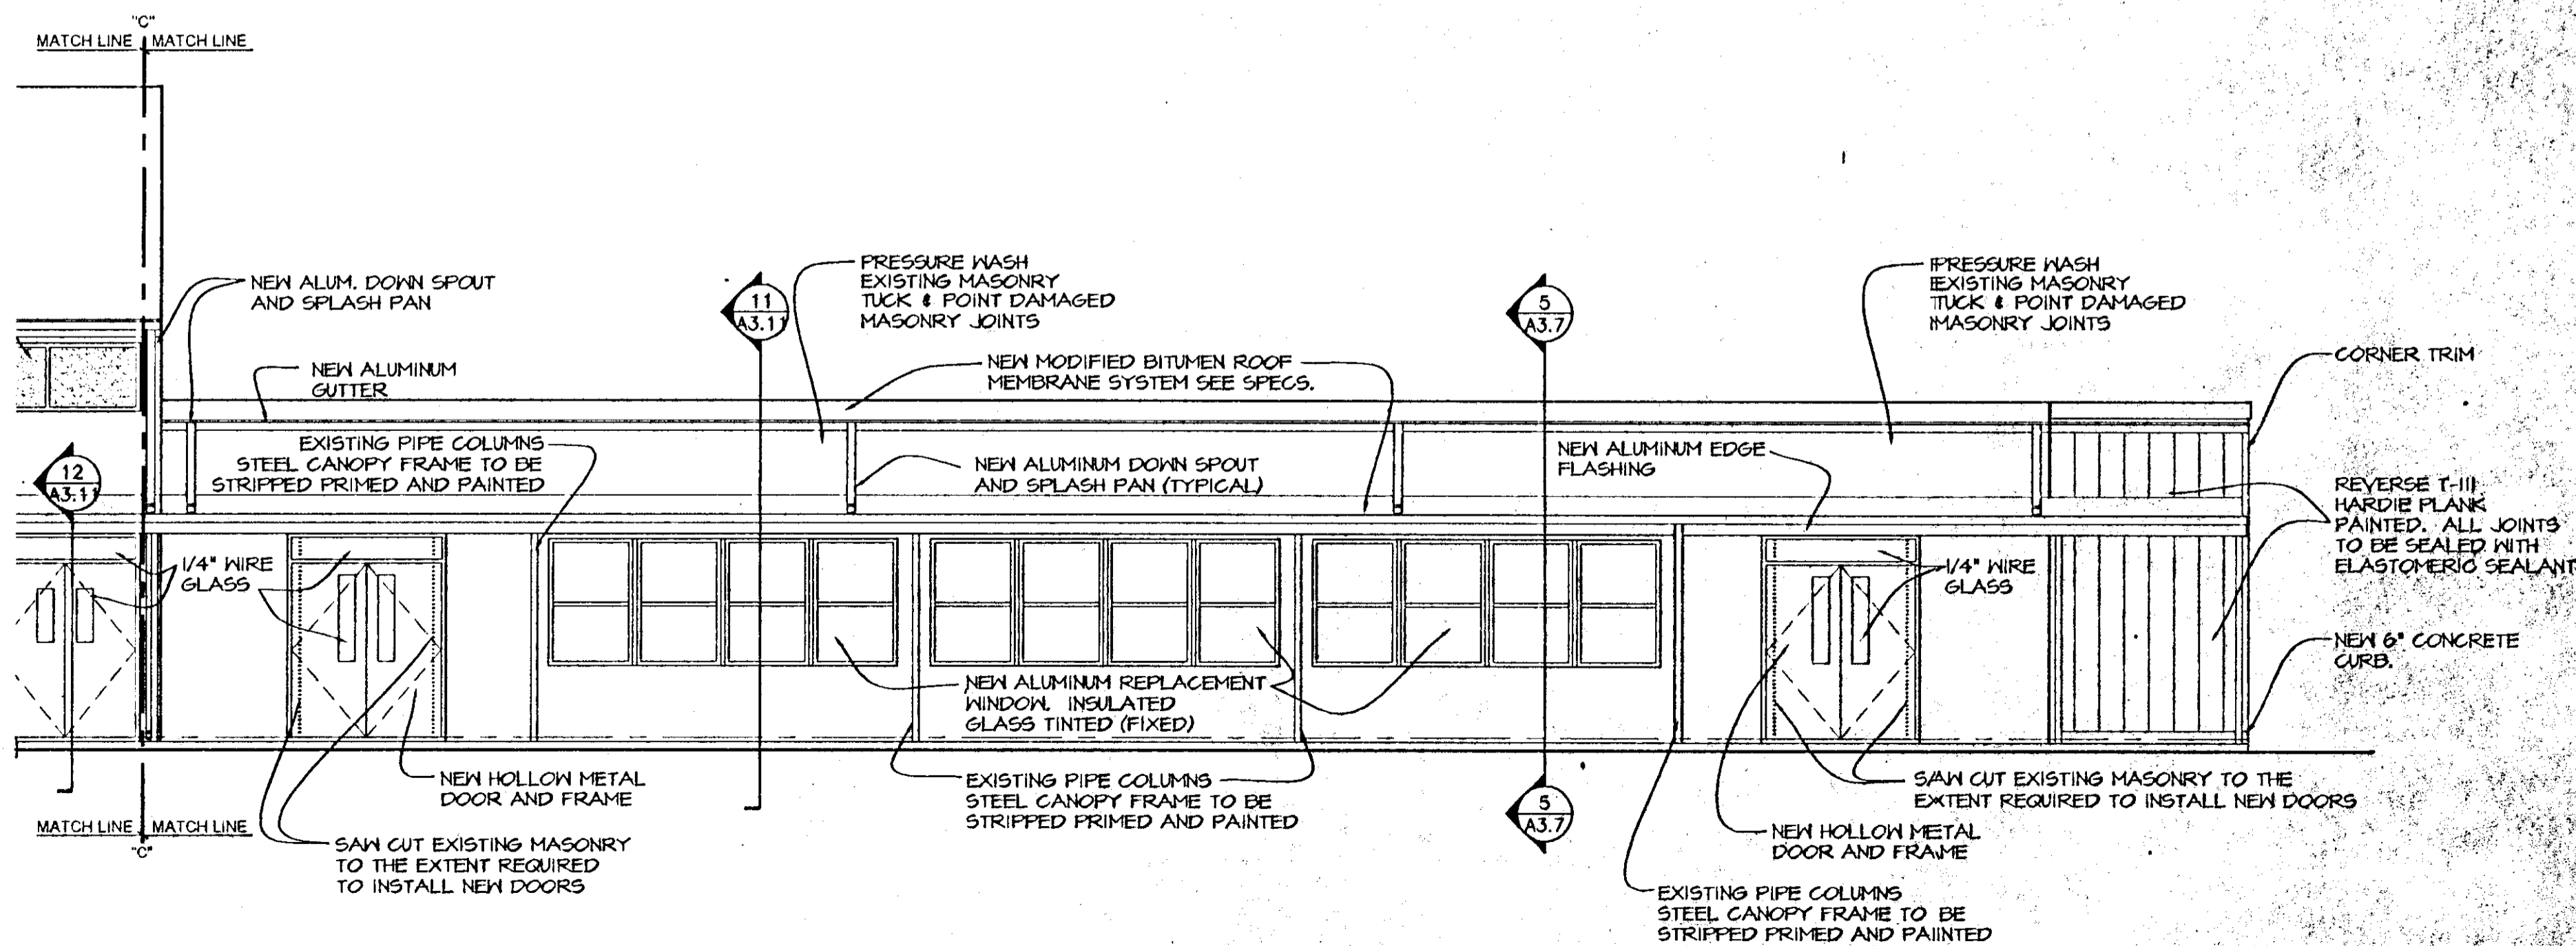 "C"
MATCH LINE MATCH LINE
NEW ALUM. DOWN SPOUT
AND SPLASH PAN
NEW ALUMINUM
GUTTER
EXISTING PIPE COLUMNS
STEEL CANOPY FRAME TO BE
STRIPPED PRIMED AND PAINTED
12
A3.11
1/4" WIRE
GLASS
11
A3.11
PRESSURE WASH
EXISTING MASONRY
TUCK & POINT DAMAGED
MASONRY JOINTS
NEW MODIFIED BITUMEN ROOF
MEMBRANE SYSTEM SEE SPECS.
NEW ALUMINUM DOWN SPOUT
AND SPLASH PAN (TYPICAL)
5
A3.7
PRESSURE WASH
EXISTING MASONRY
TUCK & POINT DAMAGED
MASONRY JOINTS
NEW ALUMINUM EDGE
FLASHING
CORNER TRIM
REVERSE T-111
HARDIE PLANK
PAINTED. ALL JOINTS
TO BE SEALED WITH
ELASTOMERIC SEALANT
1/4" WIRE
GLASS
NEW 6" CONCRETE
CURB.
NEW ALUMINUM REPLACEMENT
WINDOW. INSULATED
GLASS TINTED (FIXED)
NEW HOLLOW METAL
DOOR AND FRAME
EXISTING PIPE COLUMNS
STEEL CANOPY FRAME TO BE
STRIPPED PRIMED AND PAINTED
5
A3.7
SAW CUT EXISTING MASONRY TO THE
EXTENT REQUIRED TO INSTALL NEW DOORS
MATCH LINE MATCH LINE
"C"
SAW CUT EXISTING MASONRY
TO THE EXTENT REQUIRED
TO INSTALL NEW DOORS
NEW HOLLOW METAL
DOOR AND FRAME
EXISTING PIPE COLUMNS
STEEL CANOPY FRAME TO BE
STRIPPED PRIMED AND PAINTED